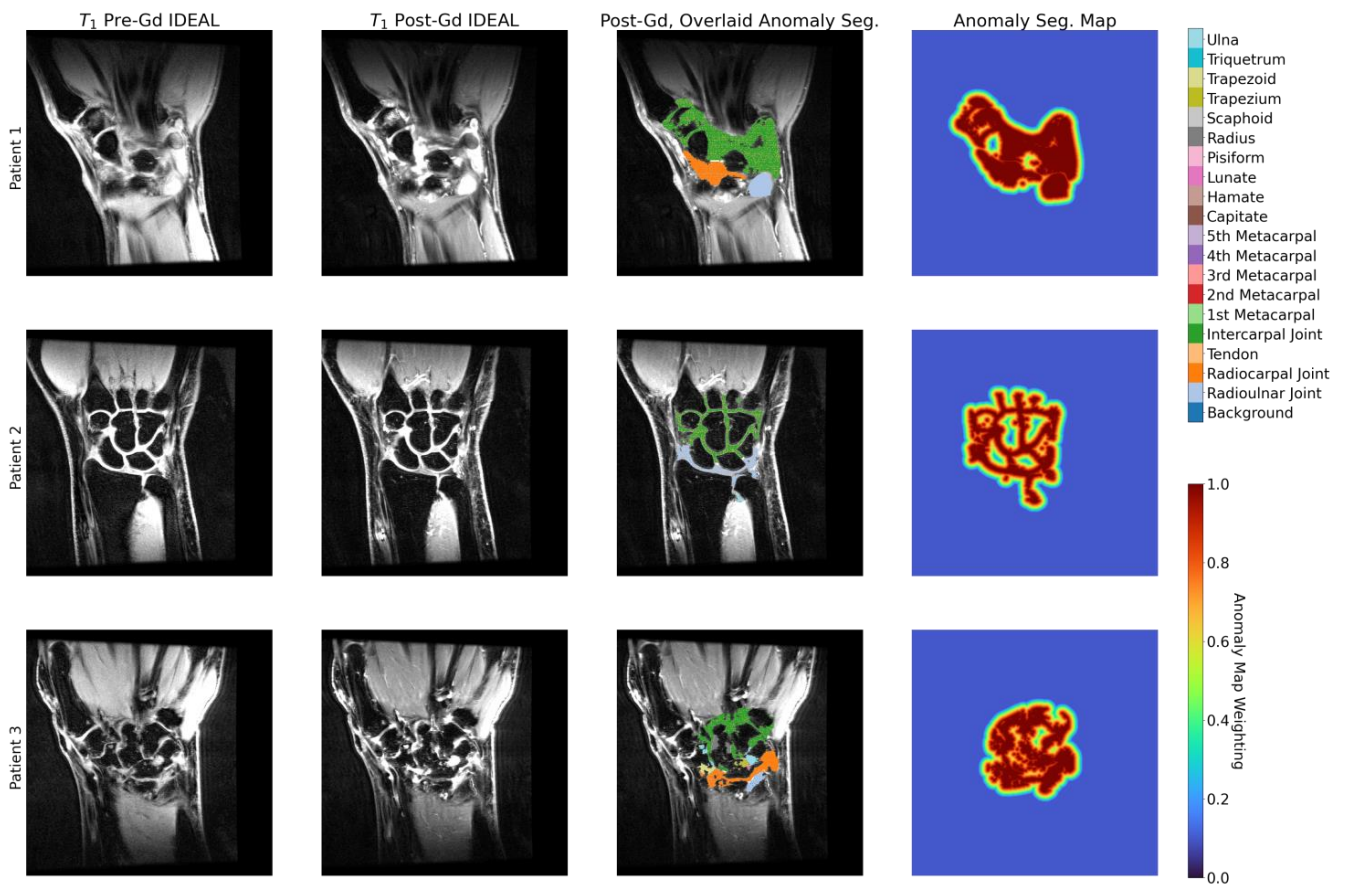 T₁ Pre-Gd IDEAL
T₁ Post-Gd IDEAL
Post-Gd, Overlaid Anomaly Seg.
Anomaly Seg. Map
Patient 1
Patient 2
Patient 3
Ulna
Triquetrum
Trapezoid
Trapezium
Scaphoid
Radius
Pisiform
Lunate
Hamate
Capitate
5th Metacarpal
4th Metacarpal
3rd Metacarpal
2nd Metacarpal
1st Metacarpal
Intercarpal Joint
Tendon
Radiocarpal Joint
Radioulnar Joint
Background
1.0
0.8
0.6
0.4
0.2
0.0
Anomaly Map Weighting